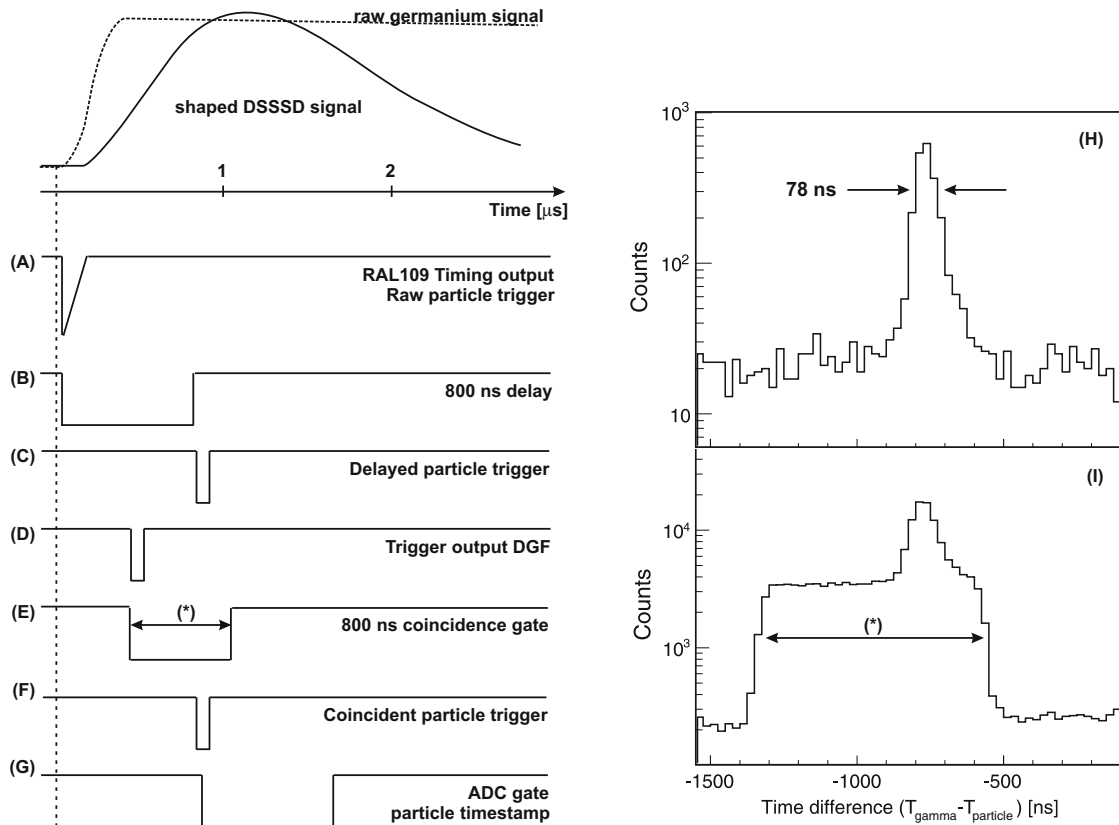 raw germanium signal
shaped DSSSD signal
1
2
Time [μs]
(A)
RAL109 Timing output
Raw particle trigger
(B)
800 ns delay
(C)
Delayed particle trigger
(D)
Trigger output DGF
(E)
(*)
800 ns coincidence gate
(F)
Coincident particle trigger
(G)
ADC gate
particle timestamp
10³
(H)
78 ns
Counts
10²
10
(I)
10⁴
Counts
(*)
10³
-1500
-1000
-500
Time difference (T_gamma-T_particle) [ns]